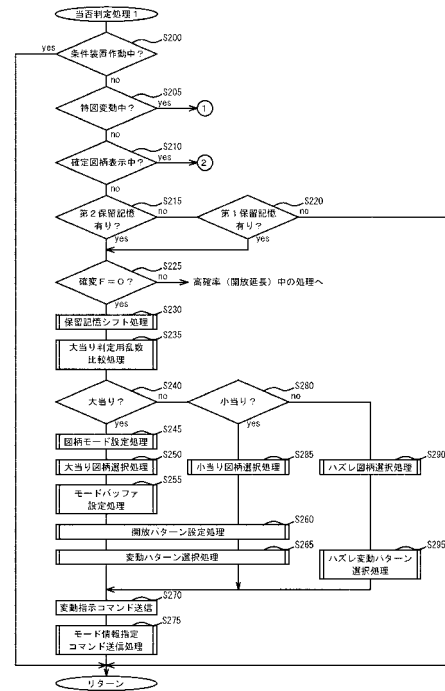 当否判定処理1
S200
条件装置作動中?
yes
no
S205
特図変動中?
yes
①
no
S210
確定図柄表示中?
yes
②
no
S215
第2保留記憶
有り?
no
yes
S220
第1保留記憶
有り?
no
yes
S225
確変F=0?
no
高確率(開放延長)中の処理へ
yes
S230
保留記憶シフト処理
S235
大当り判定用乱数
比較処理
S240
大当り?
no
yes
S280
小当り?
no
yes
S245
図柄モード設定処理
S250
大当り図柄選択処理
S285
小当り図柄選択処理
S290
ハズレ図柄選択処理
S255
モードバッファ
設定処理
S260
開放パターン設定処理
S265
変動パターン選択処理
S295
ハズレ変動パターン
選択処理
S270
変動指示コマンド送信
S275
モード情報指定
コマンド送信処理
リターン